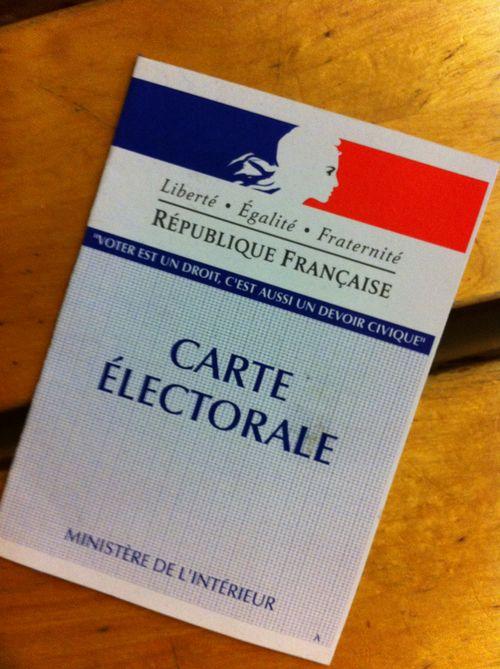 Liberté • Égalité • Fraternité
RÉPUBLIQUE FRANÇAISE
"VOTER EST UN DROIT, C'EST AUSSI UN DEVOIR CIVIQUE"
CARTE
ÉLECTORALE
MINISTÈRE DE L'INTÉRIEUR
A